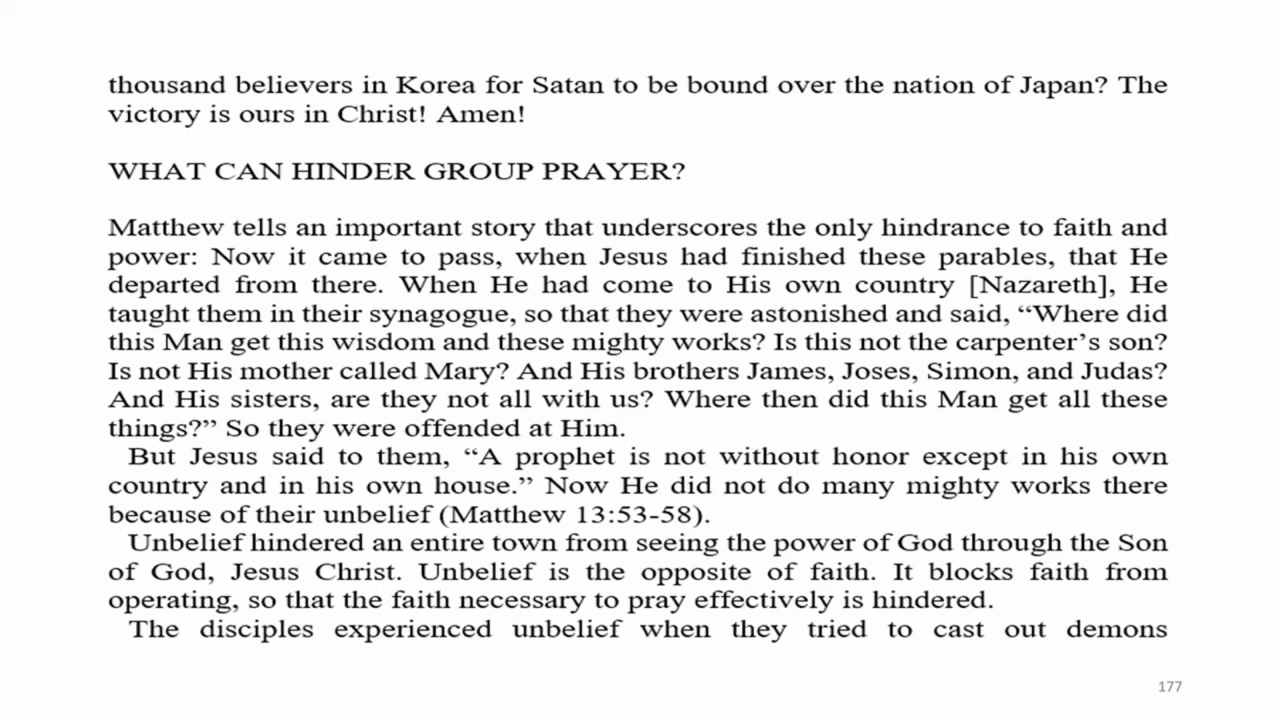 thousand believers in Korea for Satan to be bound over the nation of Japan? The
victory is ours in Christ! Amen!
WHAT CAN HINDER GROUP PRAYER?
Matthew tells an important story that underscores the only hindrance to faith and
power: Now it came to pass, when Jesus had finished these parables, that He
departed from there. When He had come to His own country [Nazareth], He
taught them in their synagogue, so that they were astonished and said, “Where did
this Man get this wisdom and these mighty works? Is this not the carpenter’s son?
Is not His mother called Mary? And His brothers James, Joses, Simon, and Judas?
And His sisters, are they not all with us? Where then did this Man get all these
things?” So they were offended at Him.
But Jesus said to them, “A prophet is not without honor except in his own
country and in his own house.” Now He did not do many mighty works there
because of their unbelief (Matthew 13:53-58).
Unbelief hindered an entire town from seeing the power of God through the Son
of God, Jesus Christ. Unbelief is the opposite of faith. It blocks faith from
operating, so that the faith necessary to pray effectively is hindered.
The disciples experienced unbelief when they tried to cast out demons
177